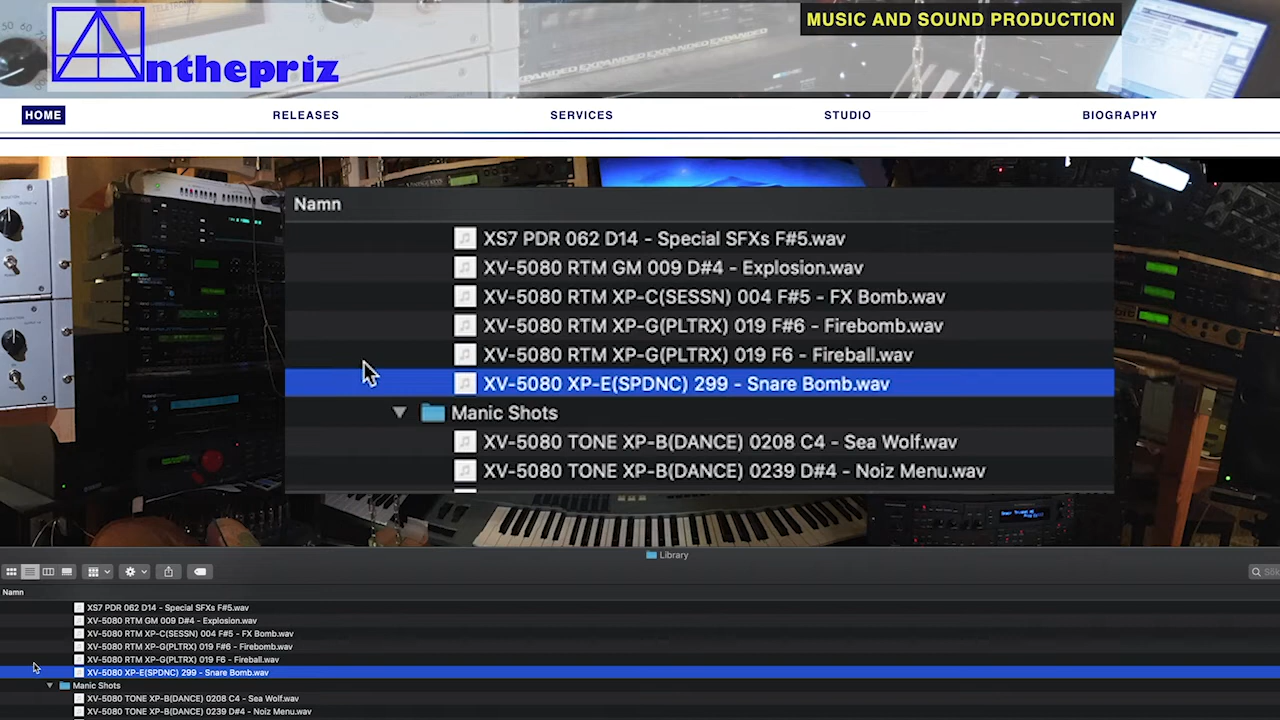 MUSIC AND SOUND PRODUCTION
Anthepriz
EXPANDED EXPANDED EXPANDED
HOME RELEASES SERVICES STUDIO BIOGRAPHY
Namn
XS7 PDR 062 D14 - Special SFXs F#5.wav
XV-5080 RTM GM 009 D#4 - Explosion.wav
XV-5080 RTM XP-C(SESSN) 004 F#5 - FX Bomb.wav
XV-5080 RTM XP-G(PLTRX) 019 F#6 - Firebomb.wav
XV-5080 RTM XP-G(PLTRX) 019 F6 - Fireball.wav
XV-5080 XP-E(SPDNC) 299 - Snare Bomb.wav
Manic Shots
XV-5080 TONE XP-B(DANCE) 0208 C4 - Sea Wolf.wav
XV-5080 TONE XP-B(DANCE) 0239 D#4 - Noiz Menu.wav
Library
Namn
XS7 PDR 062 D14 - Special SFXs F#5.wav
XV-5080 RTM GM 009 D#4 - Explosion.wav
XV-5080 RTM XP-C(SESSN) 004 F#5 - FX Bomb.wav
XV-5080 RTM XP-G(PLTRX) 019 F#6 - Firebomb.wav
XV-5080 RTM XP-G(PLTRX) 019 F6 - Fireball.wav
XV-5080 XP-E(SPDNC) 299 - Snare Bomb.wav
Manic Shots
XV-5080 TONE XP-B(DANCE) 0208 C4 - Sea Wolf.wav
XV-5080 TONE XP-B(DANCE) 0239 D#4 - Noiz Menu.wav